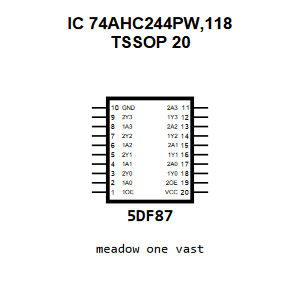 IC 74AHC244PW,118
TSSOP 20
10 GND 2A3 11
9 2Y3 1Y3 12
8 1A3 2A2 13
7 2Y2 1Y2 14
6 1A2 2A1 15
5 2Y1 1Y1 16
4 1A1 2A0 17
3 2Y0 1Y0 18
2 1A0 2OE 19
1 1OE VCC 20
5DF87
meadow one vast